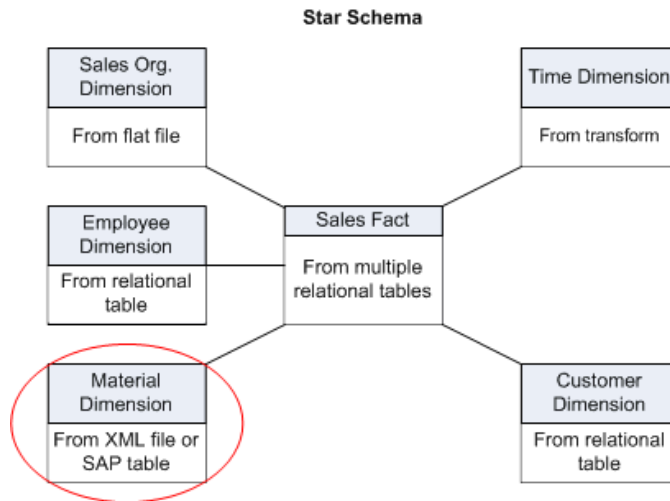 Star Schema
Sales Org.
Dimension
From flat file
Time Dimension
From transform
Employee
Dimension
From relational
table
Sales Fact
From multiple
relational tables
Material
Dimension
From XML file or
SAP table
Customer
Dimension
From relational
table